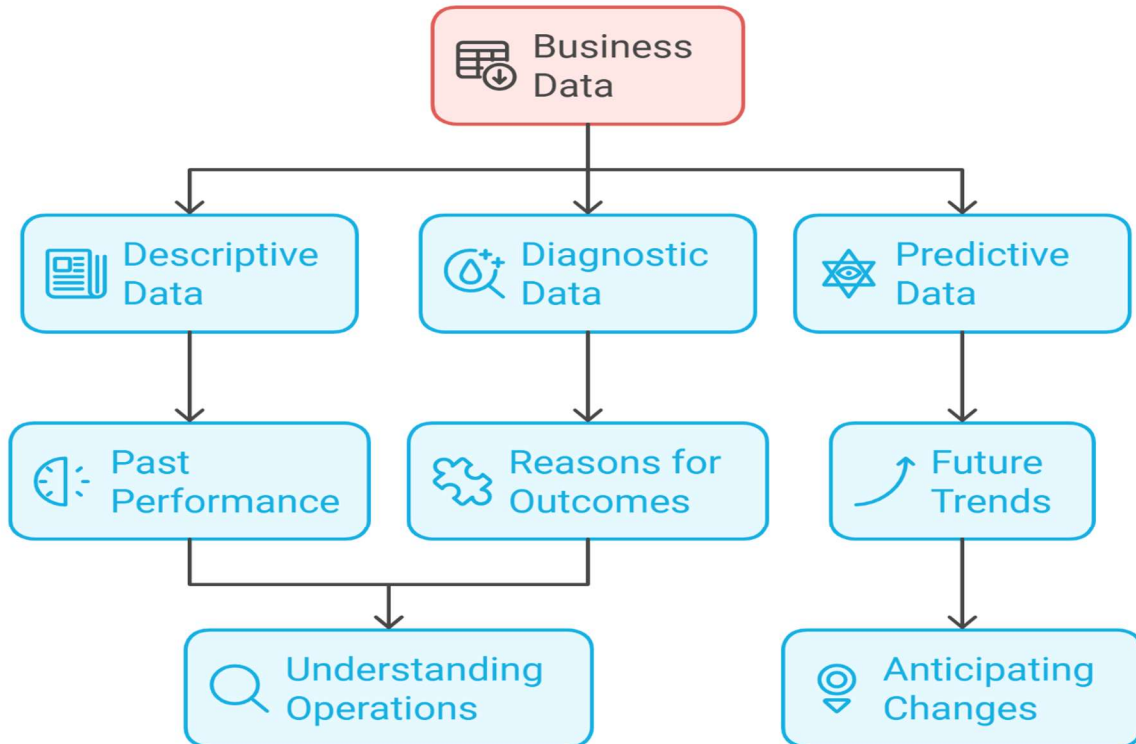 Business
Data
Descriptive
Data
Diagnostic
Data
Predictive
Data
Past
Performance
Reasons for
Outcomes
Future
Trends
Understanding
Operations
Anticipating
Changes